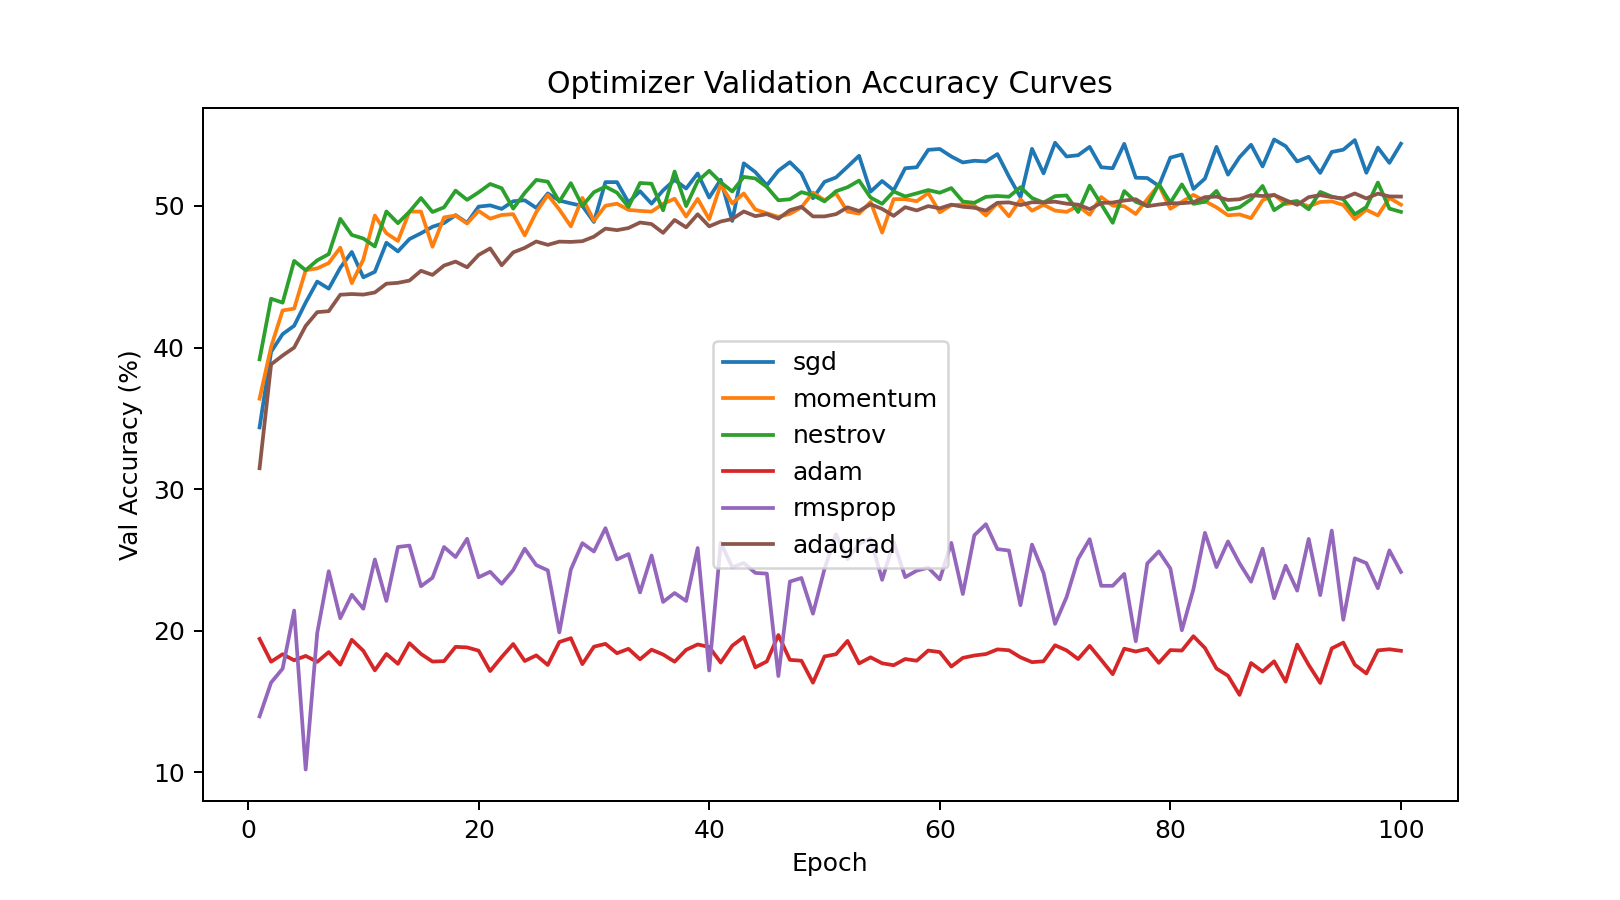 Optimizer Validation Accuracy Curves
Val Accuracy (%)
50
40
30
20
10
sgd
momentum
nestrov
adam
rmsprop
adagrad
0
20
40
60
80
100
Epoch